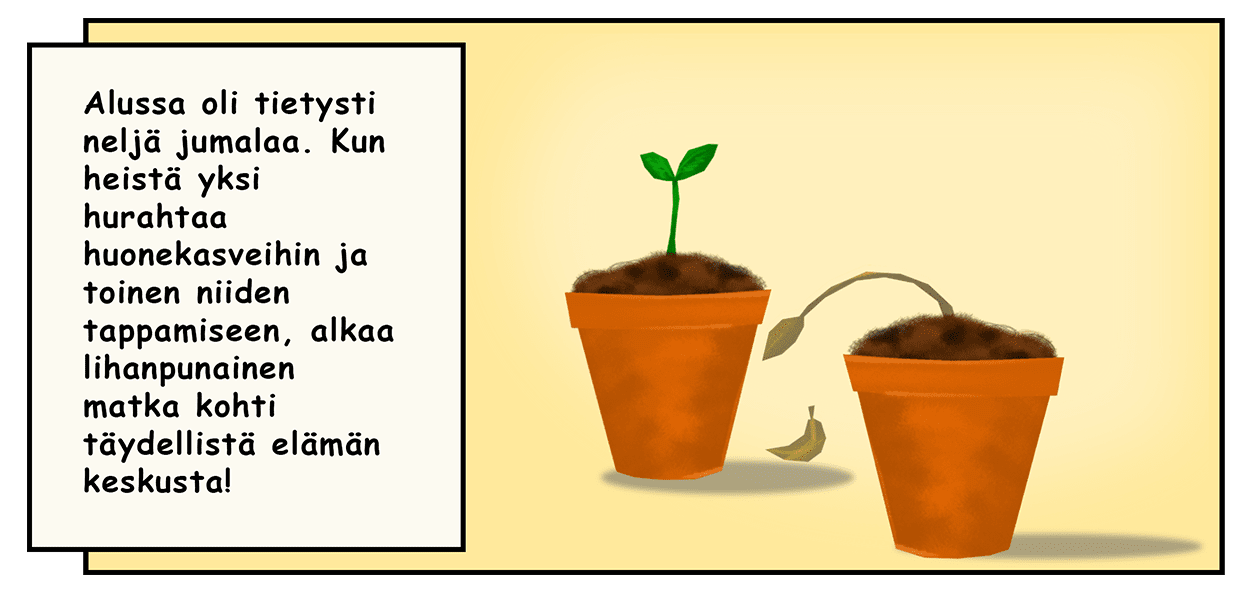 Alussa oli tietysti
neljä jumalaa. Kun
heistä yksi
hurahtaa
huonekasveihin ja
toinen niiden
tappamiseen, alkaa
lihanpunainen
matka kohti
täydellistä elämän
keskusta!